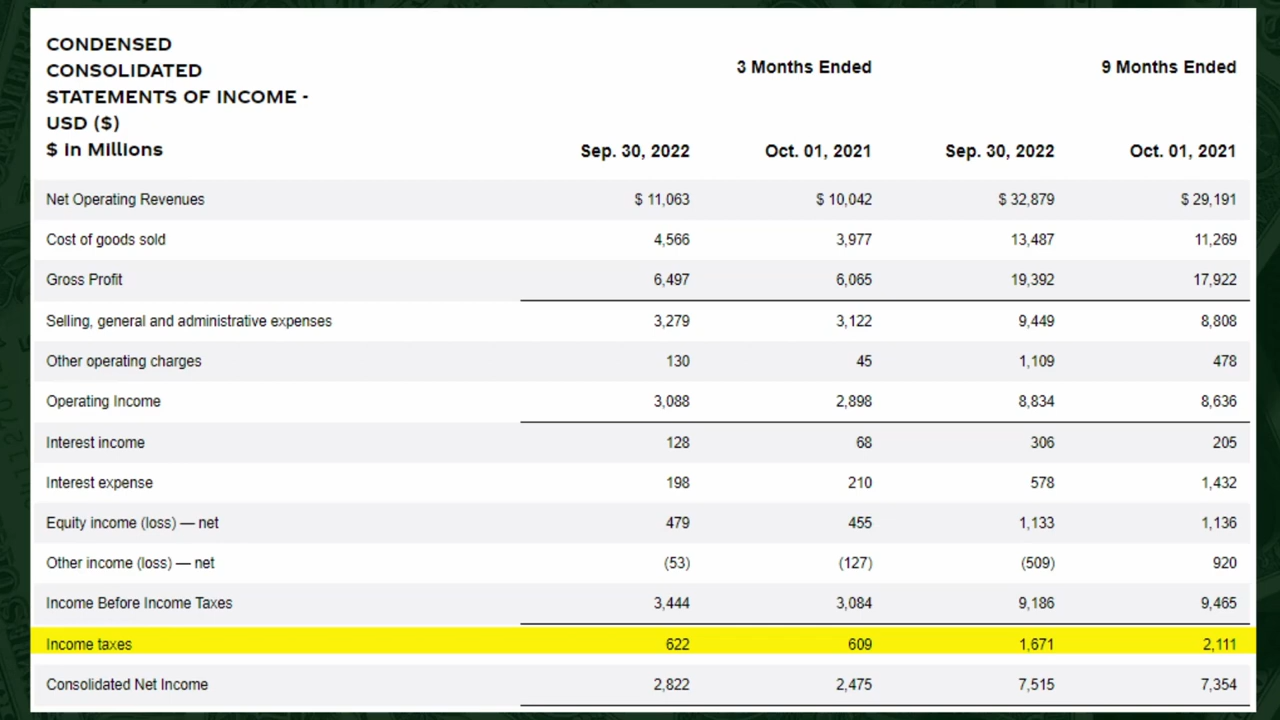 CONDENSED
CONSOLIDATED
STATEMENTS OF INCOME -
USD ($)
$ in Millions
3 Months Ended 9 Months Ended
Sep. 30, 2022 Oct. 01, 2021 Sep. 30, 2022 Oct. 01, 2021
Net Operating Revenues $ 11,063 $ 10,042 $ 32,879 $ 29,191
Cost of goods sold 4,566 3,977 13,487 11,269
Gross Profit 6,497 6,065 19,392 17,922
Selling, general and administrative expenses 3,279 3,122 9,449 8,808
Other operating charges 130 45 1,109 478
Operating Income 3,088 2,898 8,834 8,636
Interest income 128 68 306 205
Interest expense 198 210 578 1,432
Equity income (loss) — net 479 455 1,133 1,136
Other income (loss) — net (53) (127) (509) 920
Income Before Income Taxes 3,444 3,084 9,186 9,465
Income taxes 622 609 1,671 2,111
Consolidated Net Income 2,822 2,475 7,515 7,354